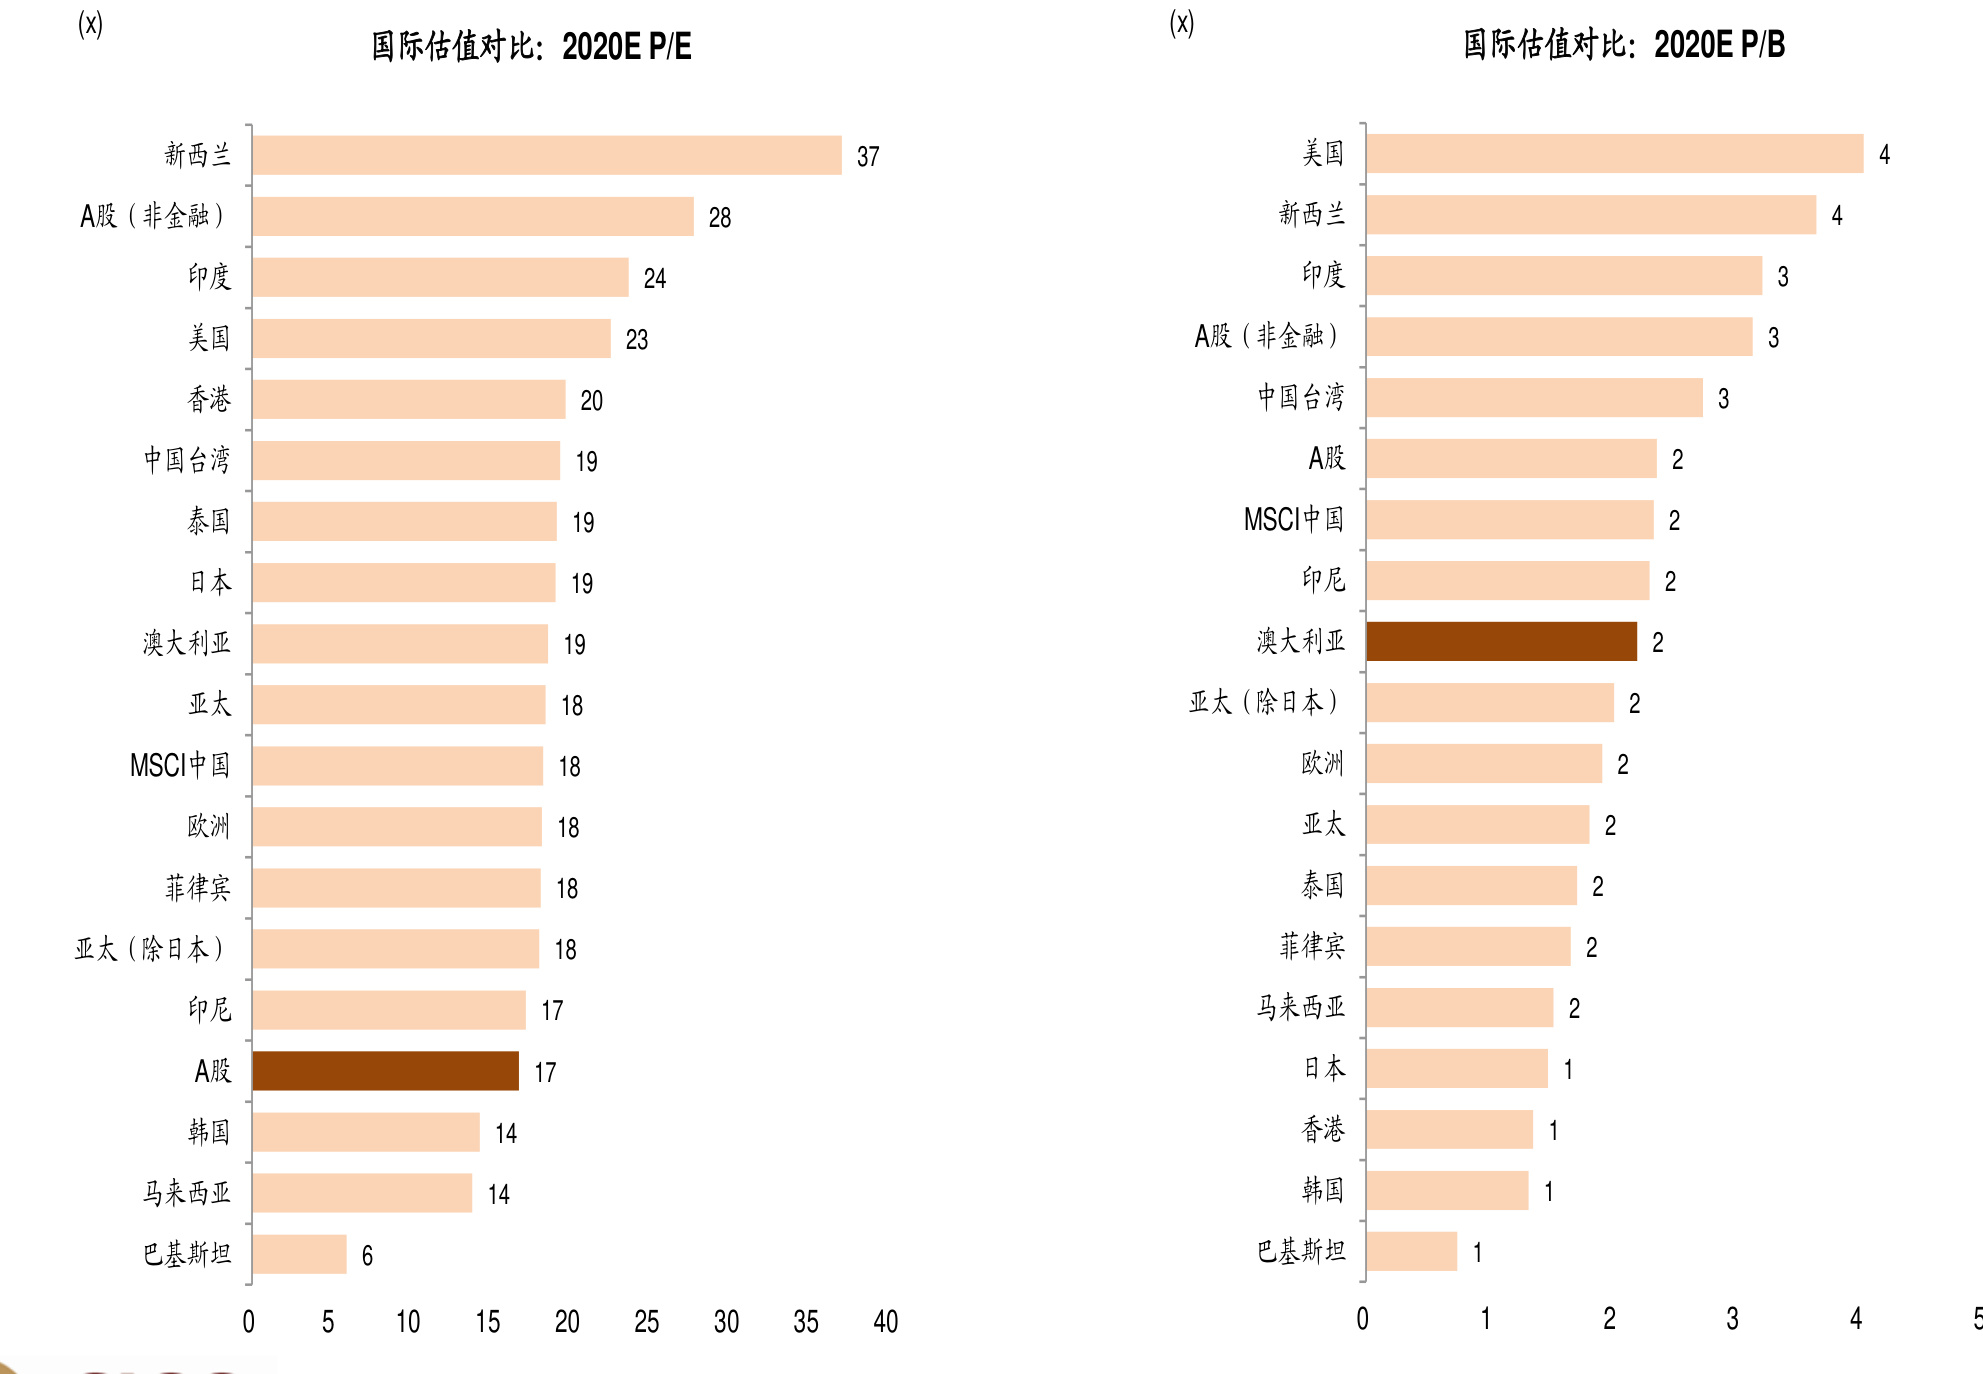 (x)
国际估值对比：2020E P/E
新西兰 37
A股（非金融） 28
印度 24
美国 23
香港 20
中国台湾 19
泰国 19
日本 19
澳大利亚 19
亚太 18
MSCI中国 18
欧洲 18
菲律宾 18
亚太（除日本） 18
印尼 17
A股 17
韩国 14
马来西亚 14
巴基斯坦 6
0 5 10 15 20 25 30 35 40
(x)
国际估值对比：2020E P/B
美国 4
新西兰 4
印度 3
A股（非金融） 3
中国台湾 3
A股 2
MSCI中国 2
印尼 2
澳大利亚 2
亚太（除日本） 2
欧洲 2
亚太 2
泰国 2
菲律宾 2
马来西亚 2
日本 1
香港 1
韩国 1
巴基斯坦 1
0 1 2 3 4 5